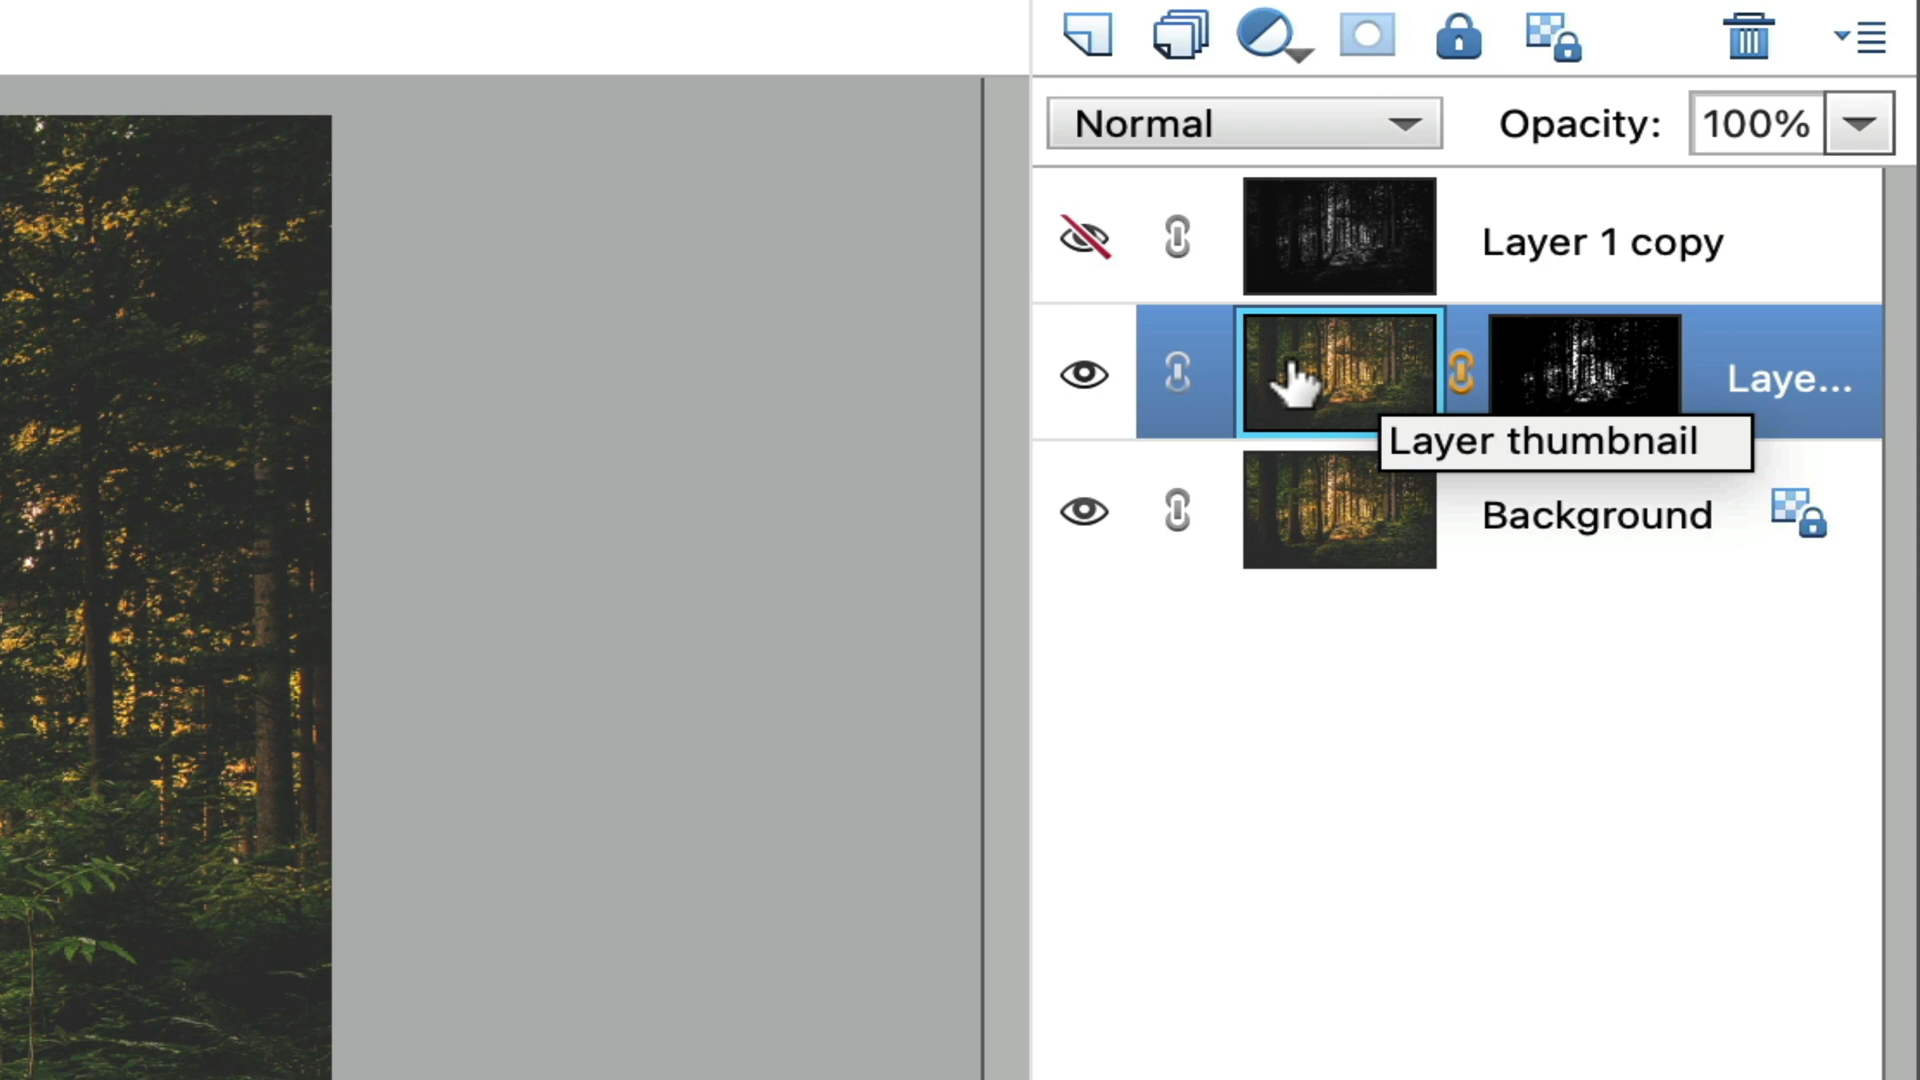 Normal
Opacity: 100%
Layer 1 copy
Laye...
Layer thumbnail
Background